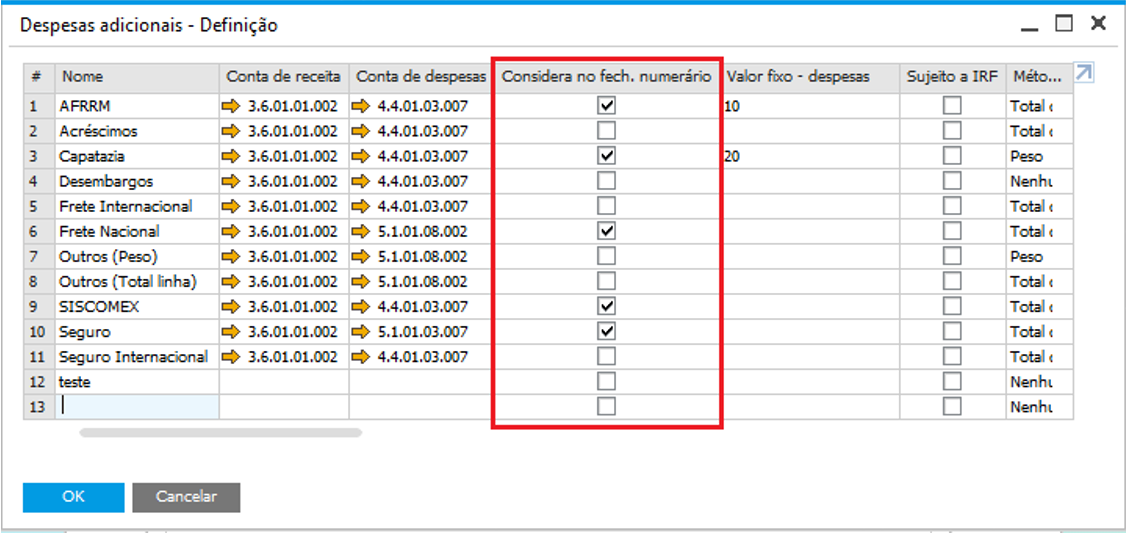 Despesas adicionais - Definição
# Nome Conta de receita Conta de despesas Considera no fech. numerário Valor fixo - despesas Sujeito a IRF Méto...
1 AFRRM 3.6.01.01.002 4.4.01.03.007 10 Total d
2 Acréscimos 3.6.01.01.002 4.4.01.03.007 Total d
3 Capatazia 3.6.01.01.002 4.4.01.03.007 20 Peso
4 Desembargos 3.6.01.01.002 4.4.01.03.007 Nenhu
5 Frete Internacional 3.6.01.01.002 4.4.01.03.007 Total d
6 Frete Nacional 3.6.01.01.002 5.1.01.08.002 Total d
7 Outros (Peso) 3.6.01.01.002 5.1.01.08.002 Peso
8 Outros (Total linha) 3.6.01.01.002 5.1.01.08.002 Total d
9 SISCOMEX 3.6.01.01.002 4.4.01.03.007 Total d
10 Seguro 3.6.01.01.002 5.1.01.03.007 Total d
11 Seguro Internacional 3.6.01.01.002 4.4.01.03.007 Total d
12 teste Nenhu
13 Nenhu
OK Cancelar